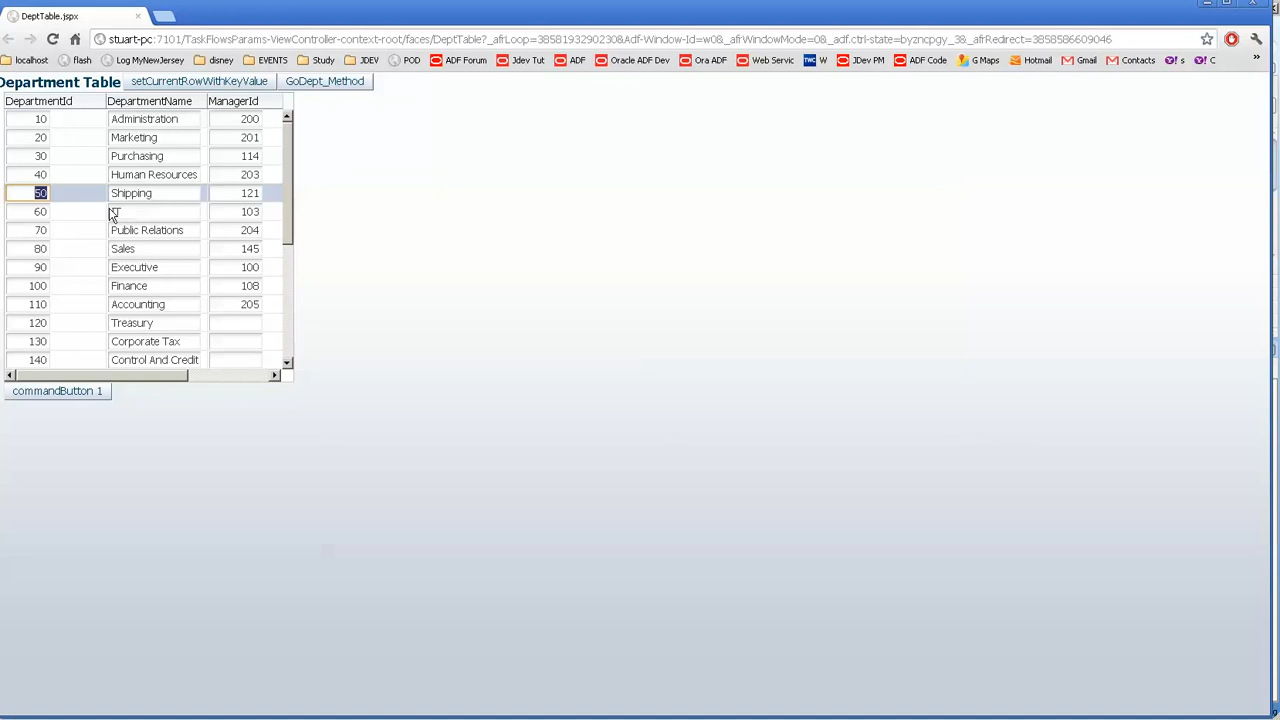 DeptTable.jspx
stuart-pc:7101/TaskFlowsParams-ViewController-context-root/faces/DeptTable?_afrLoop=3858193290230&Adf-Window-Id=w0&_afrWindowMode=0&_adf.ctrl-state=byzncpgy_3&_afrRedirect=3858586609046
localhost flash Log MyNewJersey disney EVENTS Study JDEV POD ADF Forum Jdev Tut ADF Oracle ADF Dev Ora ADF Web Servic W JDev PM ADF Code G Maps Hotmail Gmail Contacts s C »
Department Table setCurrentRowWithKeyValue GoDept_Method
DepartmentId DepartmentName ManagerId
10 Administration 200
20 Marketing 201
30 Purchasing 114
40 Human Resources 203
50 Shipping 121
60 IT 103
70 Public Relations 204
80 Sales 145
90 Executive 100
100 Finance 108
110 Accounting 205
120 Treasury
130 Corporate Tax
140 Control And Credit
commandButton 1